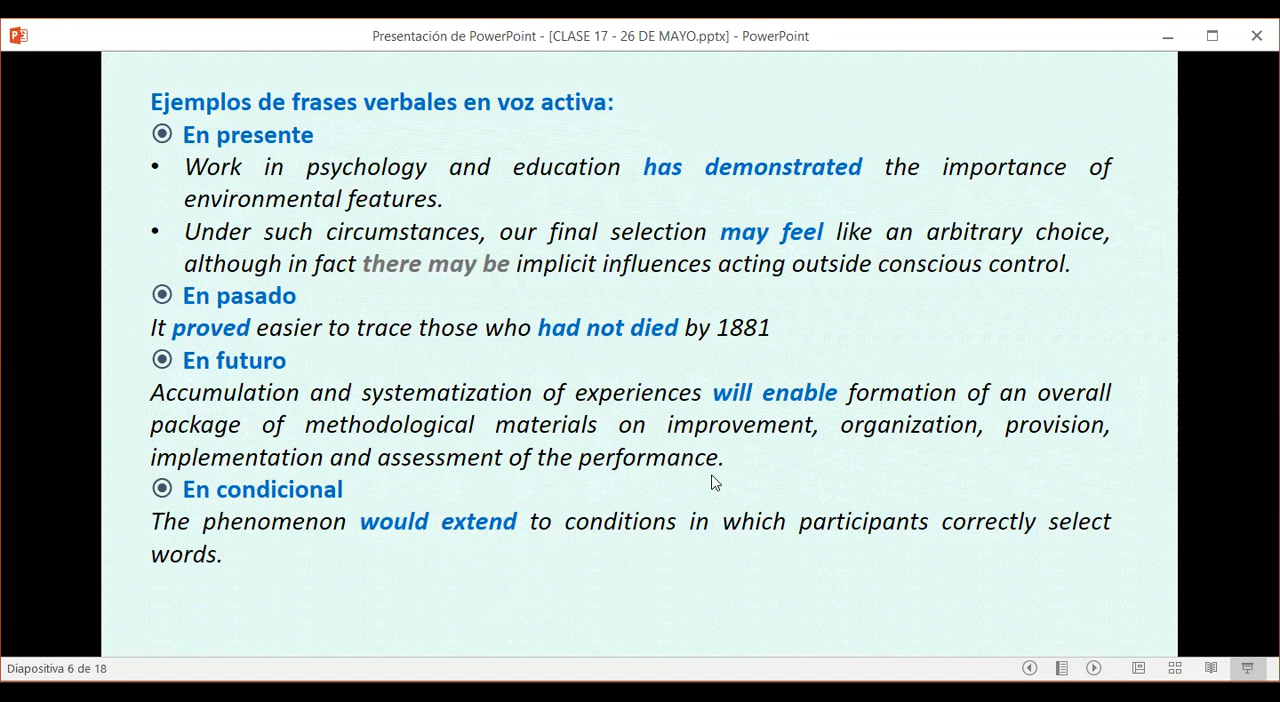 Presentación de PowerPoint - [CLASE 17 - 26 DE MAYO.pptx] - PowerPoint
Ejemplos de frases verbales en voz activa:
En presente
• Work in psychology and education has demonstrated the importance of
environmental features.
• Under such circumstances, our final selection may feel like an arbitrary choice,
although in fact there may be implicit influences acting outside conscious control.
En pasado
It proved easier to trace those who had not died by 1881
En futuro
Accumulation and systematization of experiences will enable formation of an overall
package of methodological materials on improvement, organization, provision,
implementation and assessment of the performance.
En condicional
The phenomenon would extend to conditions in which participants correctly select
words.
Diapositiva 6 de 18